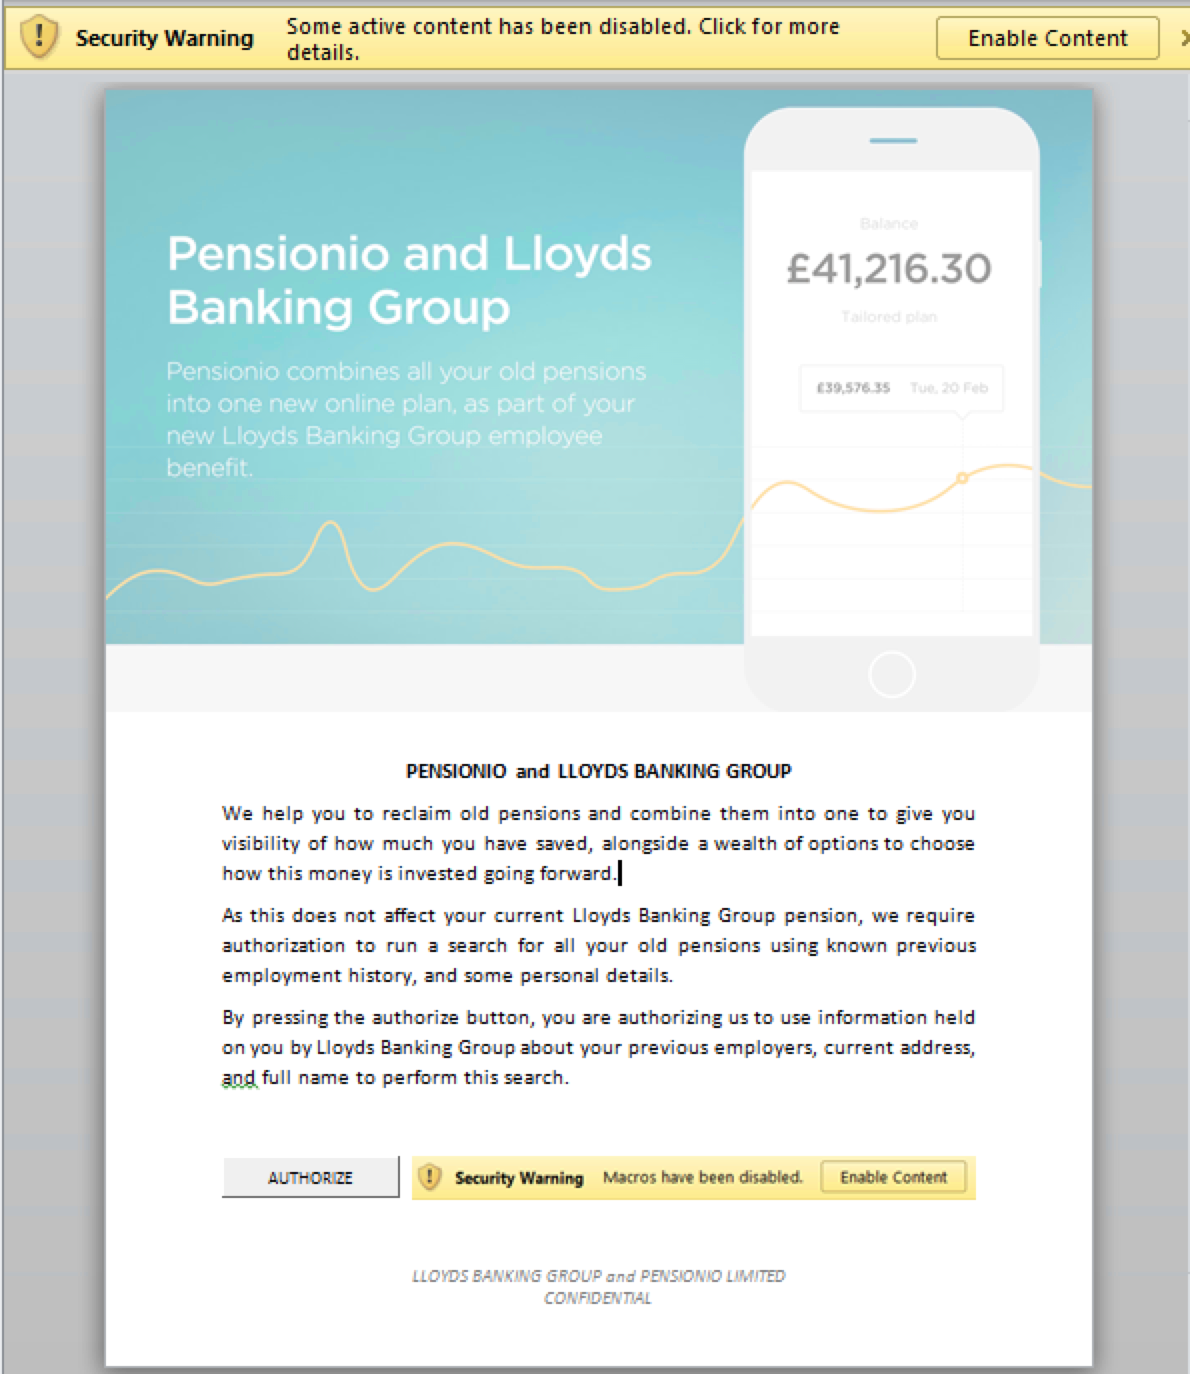 Security Warning Some active content has been disabled. Click for more
details.
Enable Content
Pensionio and Lloyds
Banking Group
Pensionio combines all your old pensions
into one new online plan, as part of your
new Lloyds Banking Group employee
benefit.
Balance
£41,216.30
Tailored plan
£39,576.35 Tue, 20 Feb
PENSIONIO and LLOYDS BANKING GROUP
We help you to reclaim old pensions and combine them into one to give you
visibility of how much you have saved, alongside a wealth of options to choose
how this money is invested going forward.
As this does not affect your current Lloyds Banking Group pension, we require
authorization to run a search for all your old pensions using known previous
employment history, and some personal details.
By pressing the authorize button, you are authorizing us to use information held
on you by Lloyds Banking Group about your previous employers, current address,
and full name to perform this search.
AUTHORIZE Security Warning Macros have been disabled. Enable Content
LLOYDS BANKING GROUP and PENSIONIO LIMITED
CONFIDENTIAL